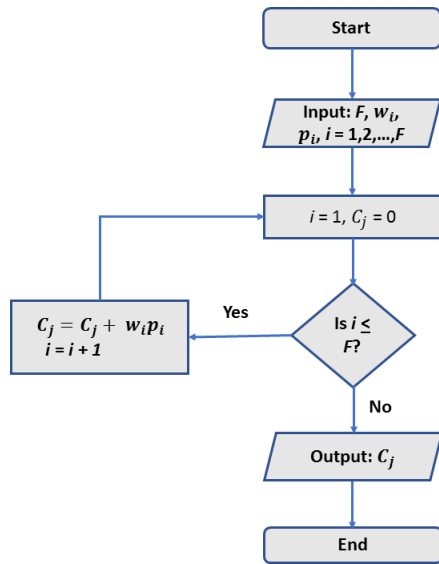 Start
Input: F, wᵢ,
pᵢ, i = 1,2,...,F
i = 1, Cⱼ = 0
Cⱼ = Cⱼ + wᵢpᵢ
i = i + 1
Yes
Is i ≤
F?
No
Output: Cⱼ
End